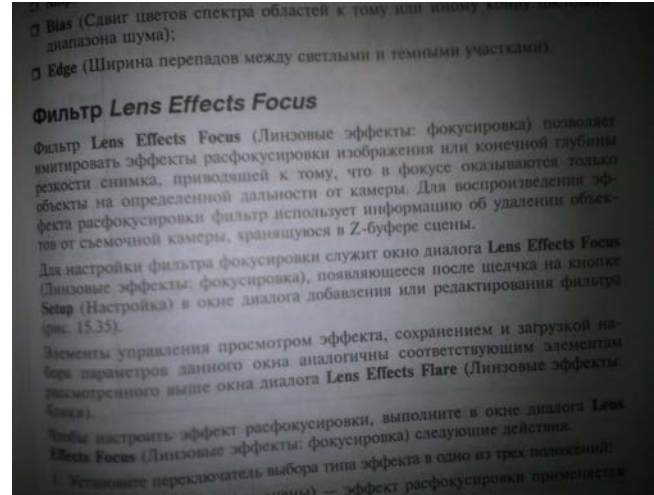 ❒ Bias (Сдвиг цветов спектра областей к тому или иному концу
диапазона шума);
❒ Edge (Ширина перепадов между светлыми и темными участками).
Фильтр Lens Effects Focus
Фильтр Lens Effects Focus (Линзовые эффекты: фокусировка) позволяет
имитировать эффекты расфокусировки изображения или конечной глубины
резкости снимка, приводящей к тому, что в фокусе оказываются только
объекты на определенной дальности от камеры. Для воспроизведения эф-
фекта расфокусировки фильтр использует информацию об удалении объек-
тов от съемочной камеры, хранящуюся в Z-буфере сцены.
Для настройки фильтра фокусировки служит окно диалога Lens Effects Focus
(Линзовые эффекты: фокусировка), появляющееся после щелчка на кнопке
Setup (Настройка) в окне диалога добавления или редактирования фильтра
(рис. 15.35).
Элементы управления просмотром эффекта, сохранением и загрузкой на-
бора параметров данного окна аналогичны соответствующим элементам
рассмотренного выше окна диалога Lens Effects Flare (Линзовые эффекты:
блики).
Чтобы настроить эффект расфокусировки, выполните в окне диалога Lens
Effects Focus (Линзовые эффекты: фокусировка) следующие действия.
1. Установите переключатель выбора типа эффекта в одно из трех положений:
— эффект расфокусировки применяется